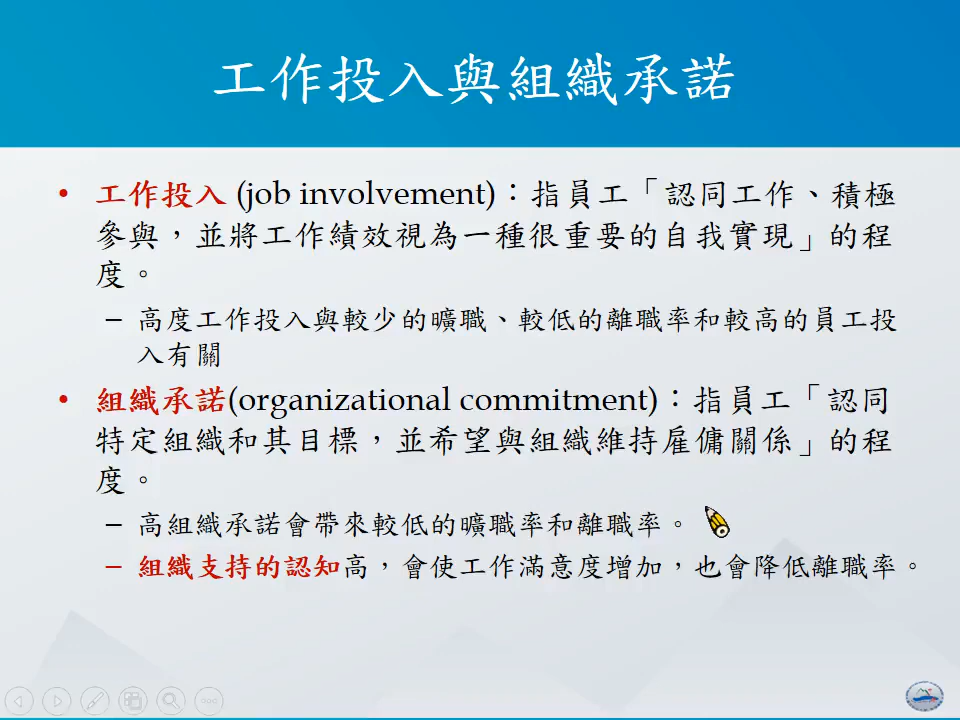 工作投入與組織承諾
• 工作投入 (job involvement)：指員工「認同工作、積極
參與，並將工作績效視為一種很重要的自我實現」的程
度。
– 高度工作投入與較少的曠職、較低的離職率和較高的員工投
入有關
• 組織承諾(organizational commitment)：指員工「認同
特定組織和其目標，並希望與組織維持雇傭關係」的程
度。
– 高組織承諾會帶來較低的曠職率和離職率。
– 組織支持的認知高，會使工作滿意度增加，也會降低離職率。